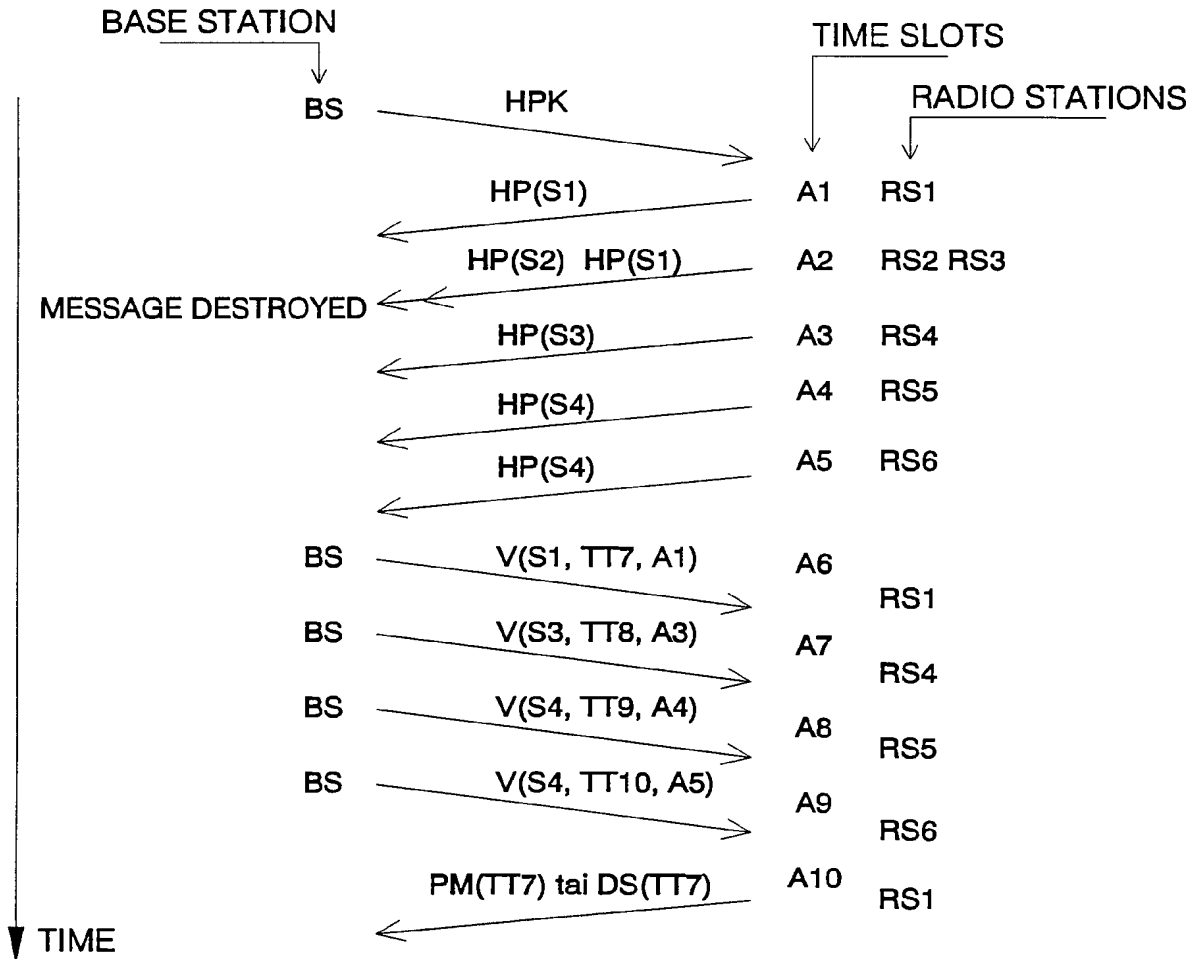 BASE STATION
TIME SLOTS
BS HPK RADIO STATIONS
HP(S1) A1 RS1
HP(S2) HP(S1) A2 RS2 RS3
MESSAGE DESTROYED
HP(S3) A3 RS4
HP(S4) A4 RS5
HP(S4) A5 RS6
BS V(S1, TT7, A1) A6
RS1
BS V(S3, TT8, A3) A7
RS4
BS V(S4, TT9, A4) A8
RS5
BS V(S4, TT10, A5) A9
RS6
PM(TT7) tai DS(TT7) A10 RS1
TIME